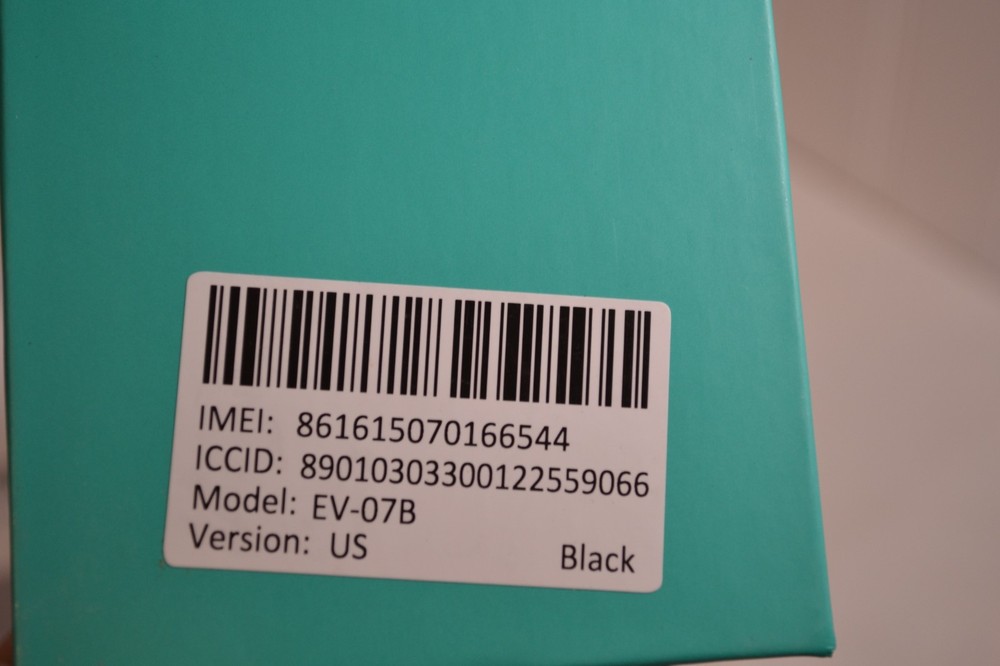 IMEI: 861615070166544
ICCID: 89010303300122559066
Model: EV-07B
Version: US Black